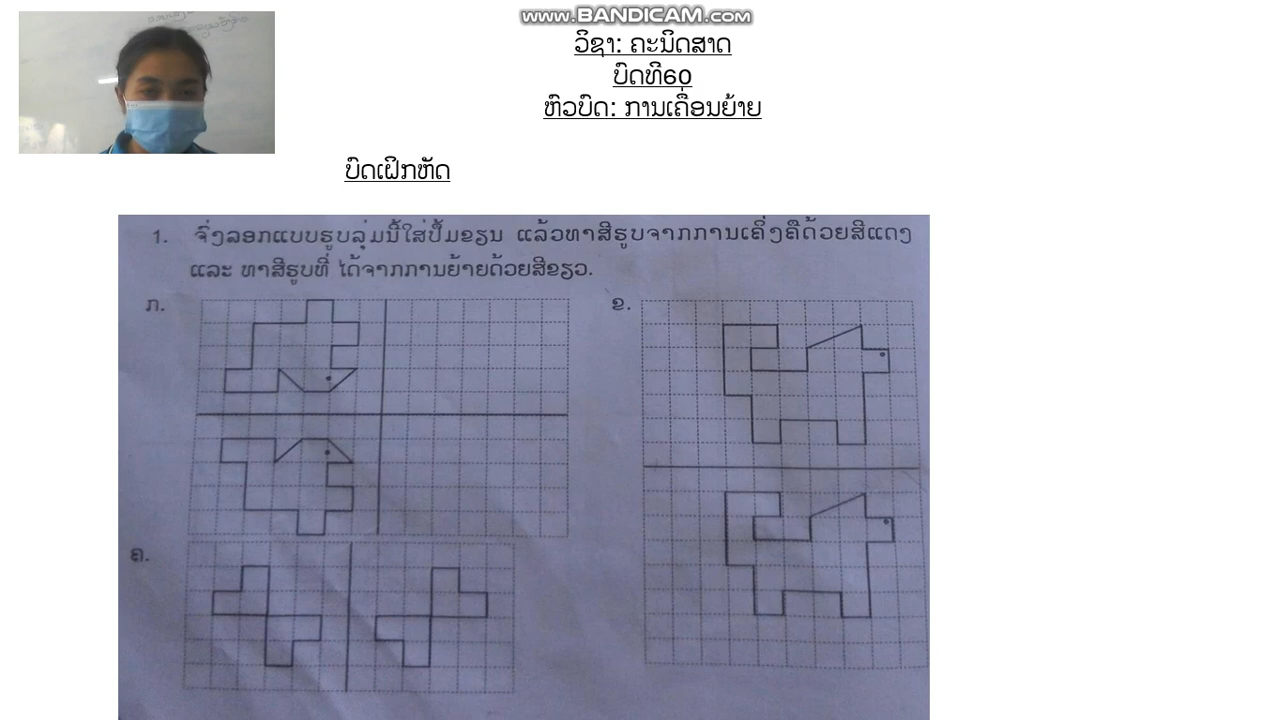 www.BANDICAM.com
ວິຊາ: ຄະນິດສາດ
ບົດທີ60
ຫົວບົດ: ການເຄື່ອນຍ້າຍ
ບົດເຝິກຫັດ
1. ຈົ່ງລອກແບບຮູບລຸ່ມນີ້ໃສ່ປຶ້ມຂຽນ ແລ້ວທາສີຮູບຈາກການເຄິ່ງຄືດ້ວຍສີແດງ
ແລະ ທາສີຮູບທີ່ ໄດ້ຈາກການຍ້າຍດ້ວຍສີຂຽວ.
ກ. ຂ.
ຄ.